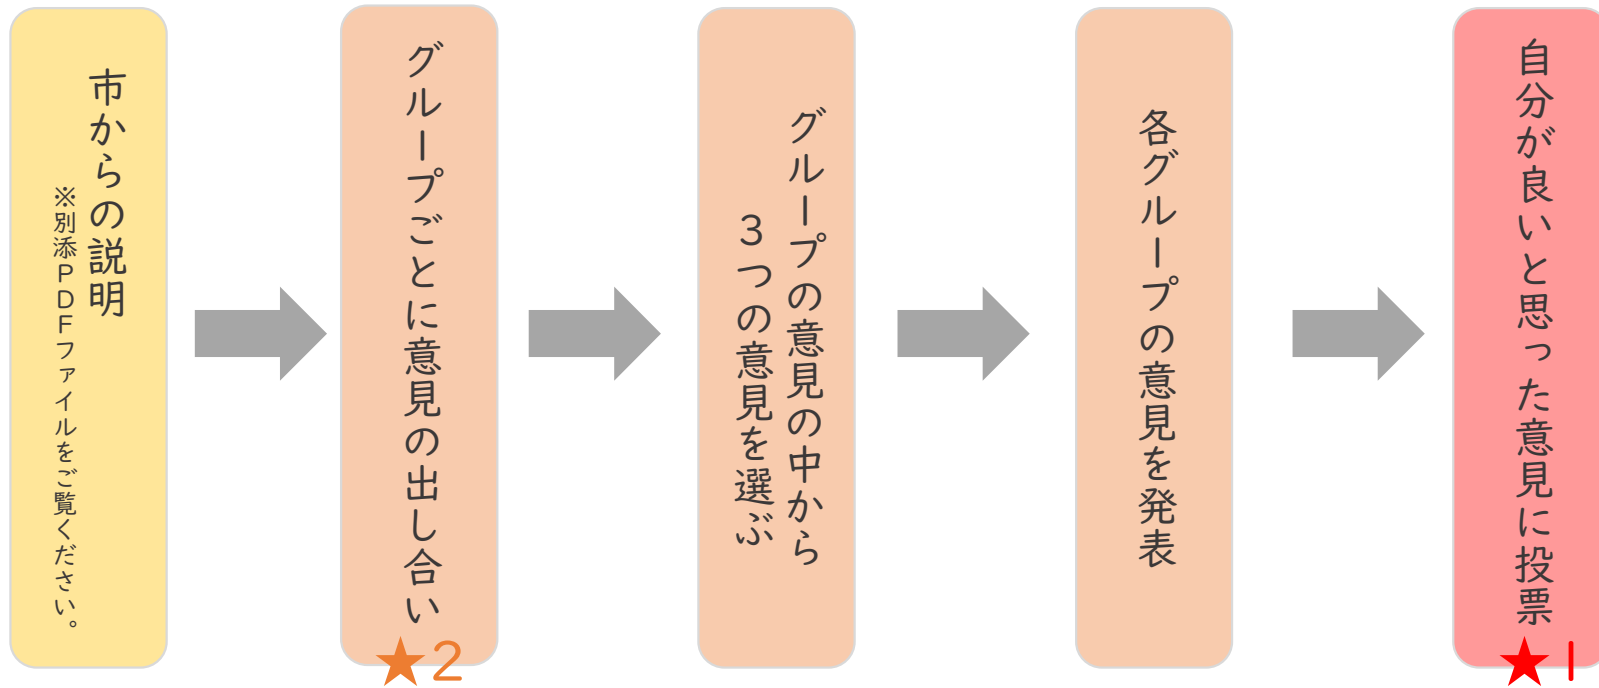 市からの説明
※別添PDFファイルをご覧ください。
グループごとに意見の出し合い
★2
グループの意見の中から
3つの意見を選ぶ
各グループの意見を発表
自分が良いと思った意見に投票
★1